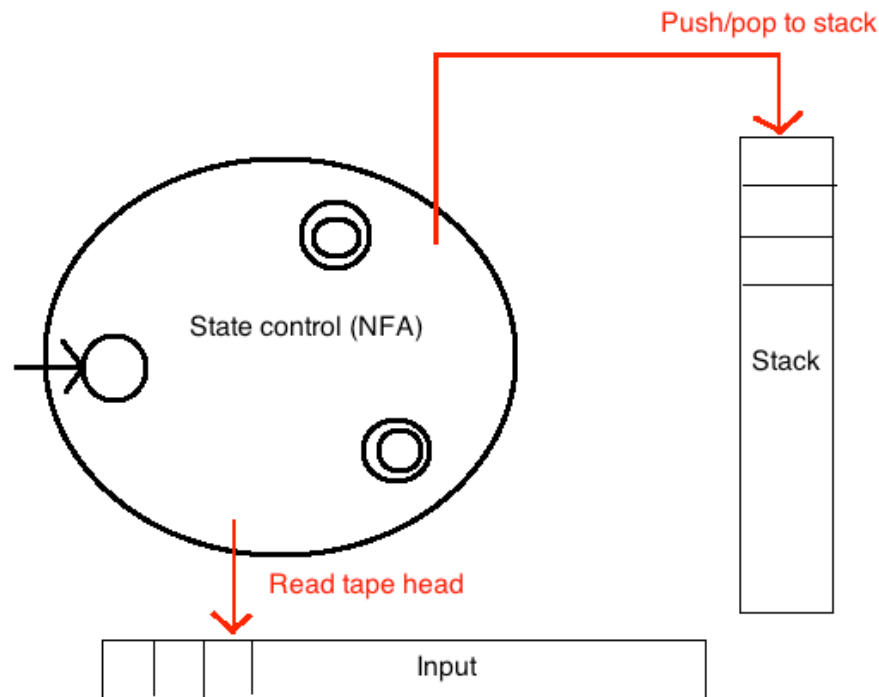 Push/pop to stack
State control (NFA)
Stack
Read tape head
Input